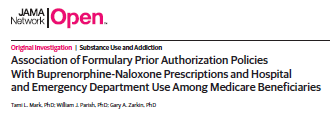 JAMA
Network | Open™
Original Investigation | Substance Use and Addiction
Association of Formulary Prior Authorization Policies
With Buprenorphine-Naloxone Prescriptions and Hospital
and Emergency Department Use Among Medicare Beneficiaries
Tami L. Mark, PhD; William J. Parish, PhD; Gary A. Zarkin, PhD